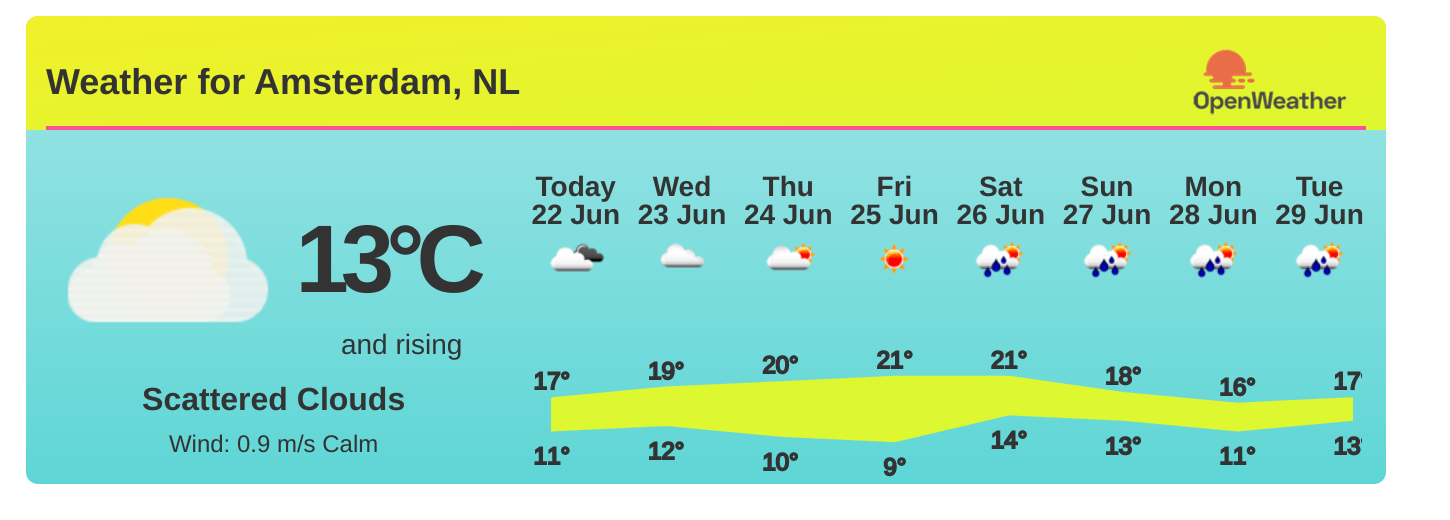 Weather for Amsterdam, NL
OpenWeather
13°C
and rising
Scattered Clouds
Wind: 0.9 m/s Calm
Today Wed Thu Fri Sat Sun Mon Tue
22 Jun 23 Jun 24 Jun 25 Jun 26 Jun 27 Jun 28 Jun 29 Jun
17° 19° 20° 21° 21° 18° 16° 17°
11° 12° 10° 9° 14° 13° 11° 13°